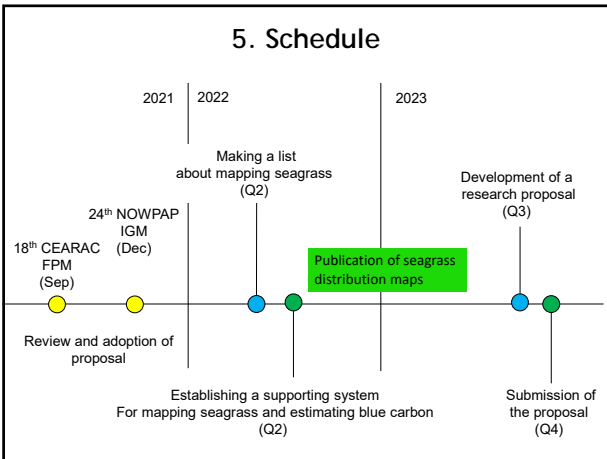 5. Schedule
2021
2022
2023
Making a list
about mapping seagrass
(Q2)
Development of a
research proposal
(Q3)
24th NOWPAP
IGM
(Dec)
18th CEARAC
FPM
(Sep)
Publication of seagrass
distribution maps
Review and adoption of
proposal
Establishing a supporting system
For mapping seagrass and estimating blue carbon
(Q2)
Submission of
the proposal
(Q4)